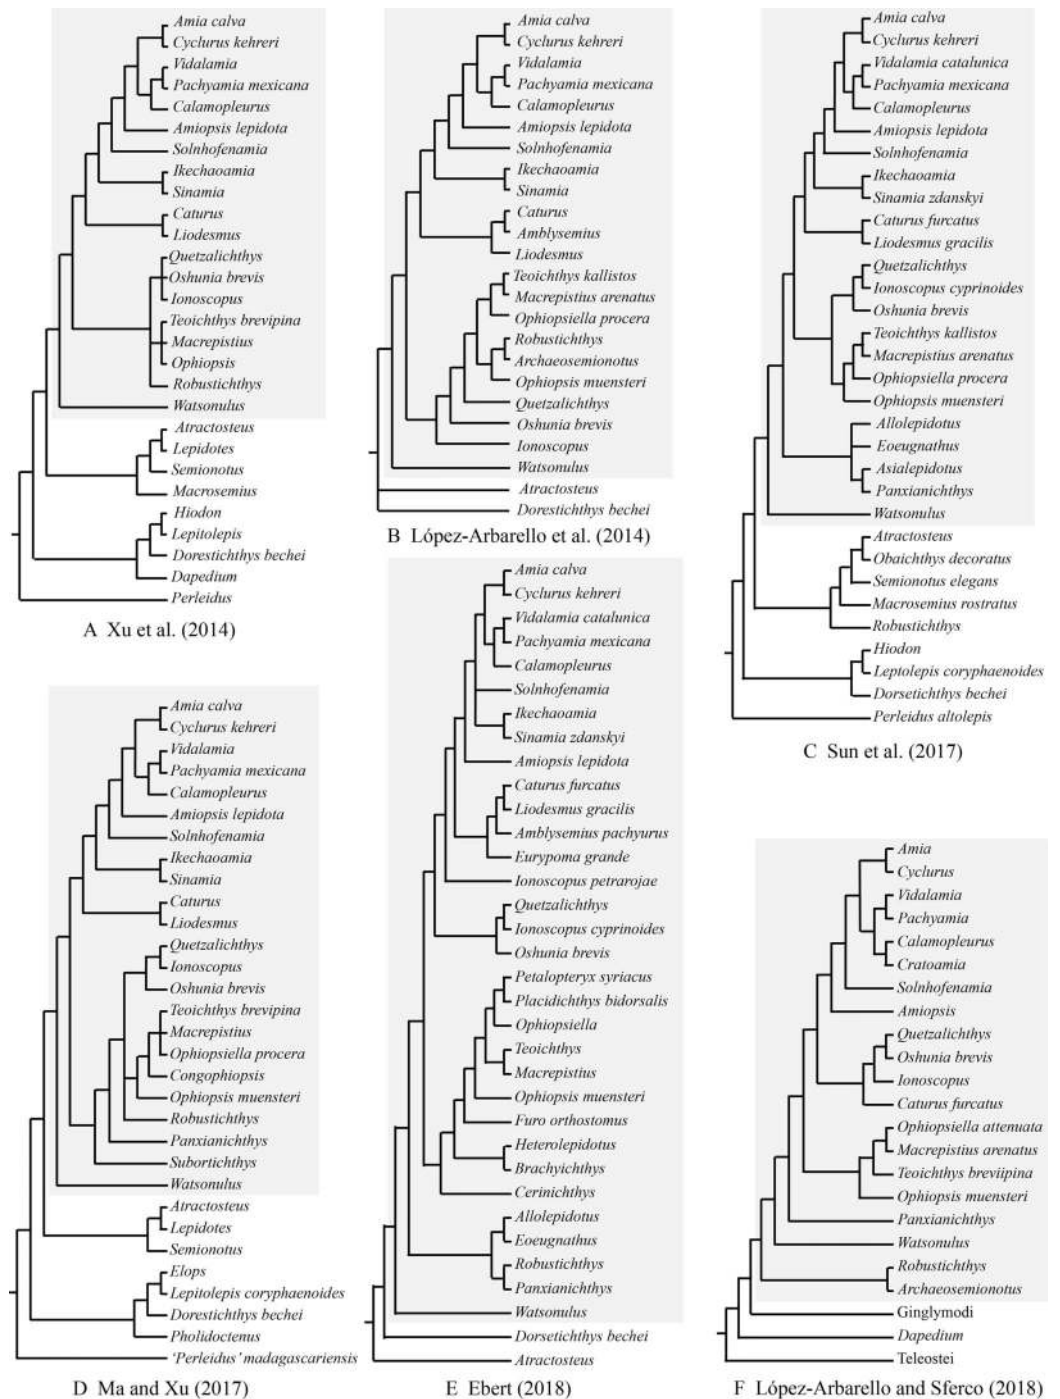 Amia calva
Cyclurus kehreri
Vidalamia
Pachyamia mexicana
Calamopleurus
Amiopsis lepidota
Solnhofenamia
Ikechaoamia
Sinamia
Caturus
Liodesmus
Quetzalichthys
Oshunia brevis
Ionoscopus
Teoichthys brevipina
Macrepistius
Ophiopsis
Robustichthys
Watsonulus
Atractosteus
Lepidotes
Semionotus
Macrosemius
Hiodon
Lepitolepis
Dorestichthys bechei
Dapedium
Perleidus
A Xu et al. (2014)
Amia calva
Cyclurus kehreri
Vidalamia
Pachyamia mexicana
Calamopleurus
Amiopsis lepidota
Solnhofenamia
Ikechaoamia
Sinamia
Caturus
Amblysemius
Liodesmus
Teoichthys kallistos
Macrepistius arenatus
Ophiopsiella procera
Robustichthys
Archaeosemionotus
Ophiopsis muensteri
Quetzalichthys
Oshunia brevis
Ionoscopus
Watsonulus
Atractosteus
Dorestichthys bechei
B López-Arbarello et al. (2014)
Amia calva
Cyclurus kehreri
Vidalamia catalunica
Pachyamia mexicana
Calamopleurus
Amiopsis lepidota
Solnhofenamia
Ikechaoamia
Sinamia zdanskyi
Caturus furcatus
Liodesmus gracilis
Quetzalichthys
Ionoscopus cyprinoides
Oshunia brevis
Teoichthys kallistos
Macrepistius arenatus
Ophiopsiella procera
Ophiopsis muensteri
Allolepidotus
Eoeugnathus
Asialepidotus
Panxianichthys
Watsonulus
Atractosteus
Obaichthys decoratus
Semionotus elegans
Macrosemius rostratus
Robustichthys
Hiodon
Leptolepis coryphaenoides
Dorsetichthys bechei
Perleidus altolepis
C Sun et al. (2017)
Amia calva
Cyclurus kehreri
Vidalamia
Pachyamia mexicana
Calamopleurus
Amiopsis lepidota
Solnhofenamia
Ikechaoamia
Sinamia
Caturus
Liodesmus
Quetzalichthys
Ionoscopus
Oshunia brevis
Teoichthys brevipina
Macrepistius
Ophiopsiella procera
Congophiopsis
Ophiopsis muensteri
Robustichthys
Panxianichthys
Subortichthys
Watsonulus
Atractosteus
Lepidotes
Semionotus
Elops
Lepitolepis coryphaenoides
Dorestichthys bechei
Pholidoctenus
‘Perleidus’ madagascariensis
D Ma and Xu (2017)
Amia calva
Cyclurus kehreri
Vidalamia catalunica
Pachyamia mexicana
Calamopleurus
Solnhofenamia
Ikechaoamia
Sinamia zdanskyi
Amiopsis lepidota
Caturus furcatus
Liodesmus gracilis
Amblysemius pachyurus
Eurypoma grande
Ionoscopus petrarojae
Quetzalichthys
Ionoscopus cyprinoides
Oshunia brevis
Petalopteryx syriacus
Placidichthys bidorsalis
Ophiopsiella
Teoichthys
Macrepistius
Ophiopsis muensteri
Furo orthostomus
Heterolepidotus
Brachyichthys
Cerinichthys
Allolepidotus
Eoeugnathus
Robustichthys
Panxianichthys
Watsonulus
Dorsetichthys bechei
Atractosteus
E Ebert (2018)
Amia
Cyclurus
Vidalamia
Pachyamia
Calamopleurus
Cratoamia
Solnhofenamia
Amiopsis
Quetzalichthys
Oshunia brevis
Ionoscopus
Caturus furcatus
Ophiopsiella attenuata
Macrepistius arenatus
Teoichthys breviipina
Ophiopsis muensteri
Panxianichthys
Watsonulus
Robustichthys
Archaeosemionotus
Ginglymodi
Dapedium
Teleostei
F López-Arbarello and Sferco (2018)